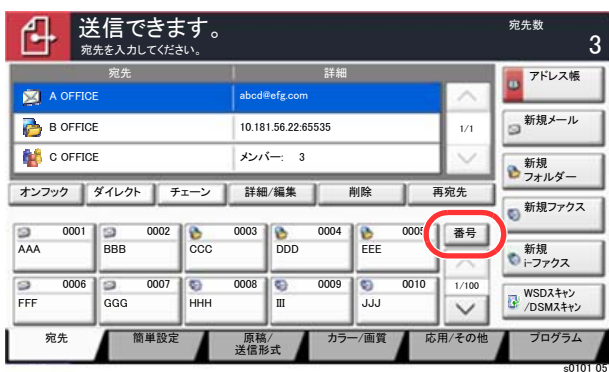 送信できます。
宛先を入力してください。
宛先数
3
宛先
詳細
A OFFICE
abcd@efg.com
B OFFICE
10.181.56.22:65535
1/1
C OFFICE
メンバー: 3
アドレス帳
新規メール
新規
フォルダー
新規ファクス
新規
i-ファクス
WSDスキャン
/DSMスキャン
オンフック
ダイレクト
チェーン
詳細/編集
削除
再宛先
0001
AAA
0002
BBB
0003
CCC
0004
DDD
0005
EEE
番号
0006
FFF
0007
GGG
0008
HHH
0009
III
0010
JJJ
1/100
宛先
簡単設定
原稿/
送信形式
カラー/画質
応用/その他
プログラム
s0101 05